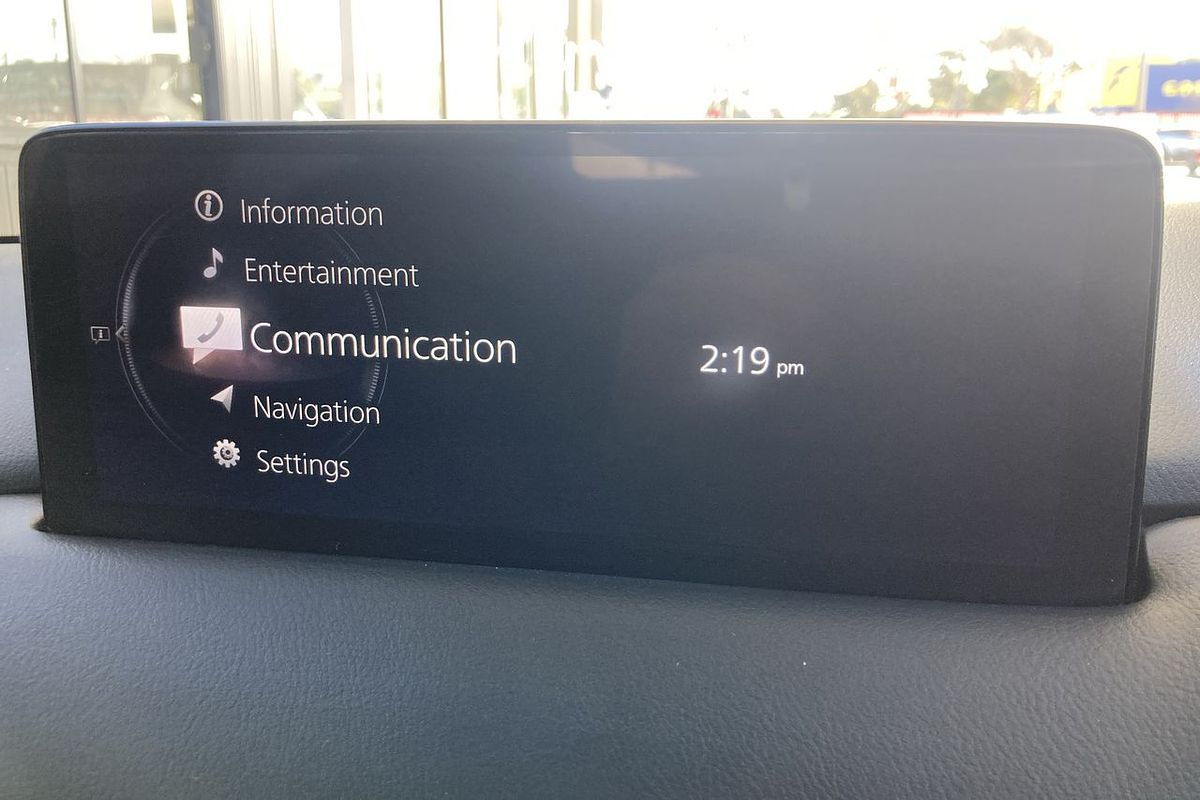 Information
Entertainment
Communication
2:19 pm
Navigation
Settings